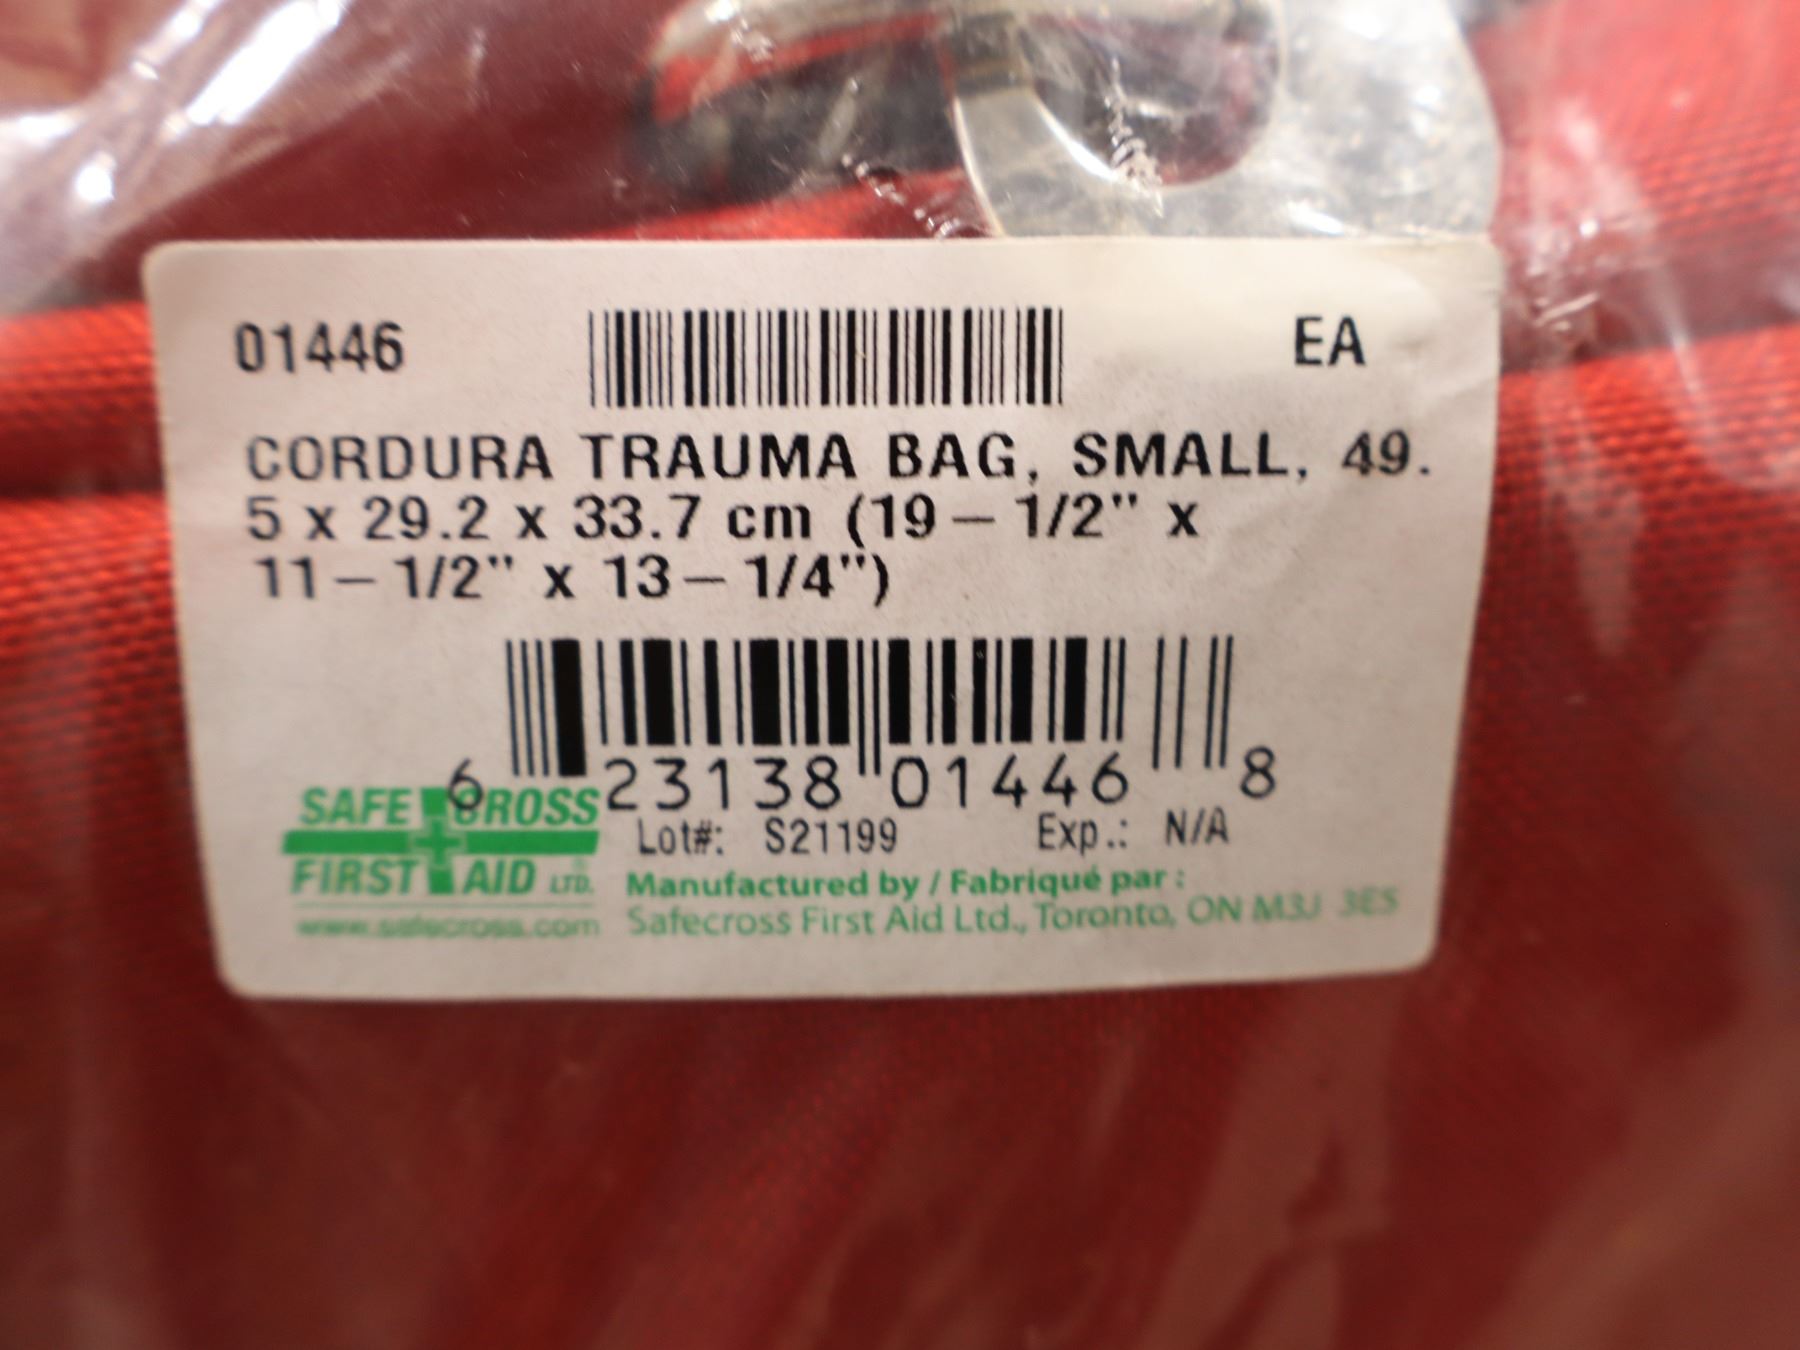 01446 EA
CORDURA TRAUMA BAG, SMALL, 49.
5 x 29.2 x 33.7 cm (19 – 1/2" x
11 – 1/2" x 13 – 1/4")
6 23138 01446 8
SAFE CROSS
FIRST AID LTD. ®
www.safecross.com
Lot#: S21199 Exp.: N/A
Manufactured by / Fabriqué par :
Safecross First Aid Ltd., Toronto, ON M3J 3E5